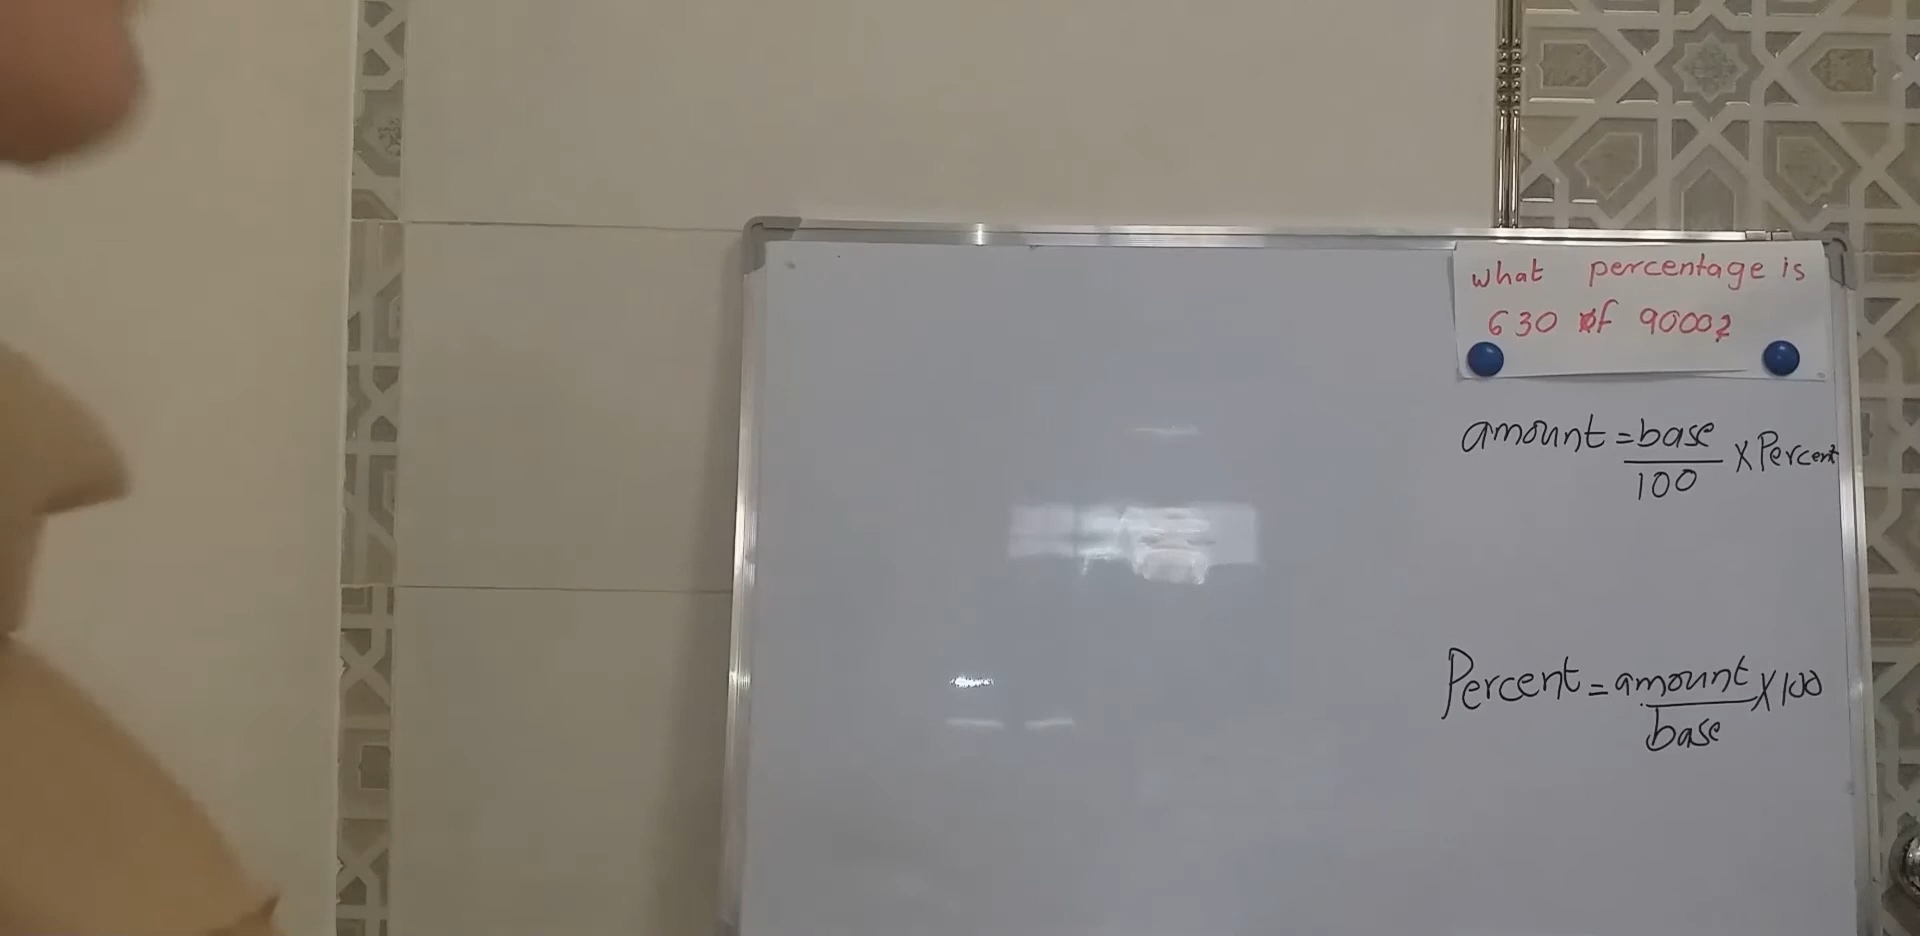 what percentage is
630 of 9000?
amount = base/100 X Percent
Percent = amount/base X 100